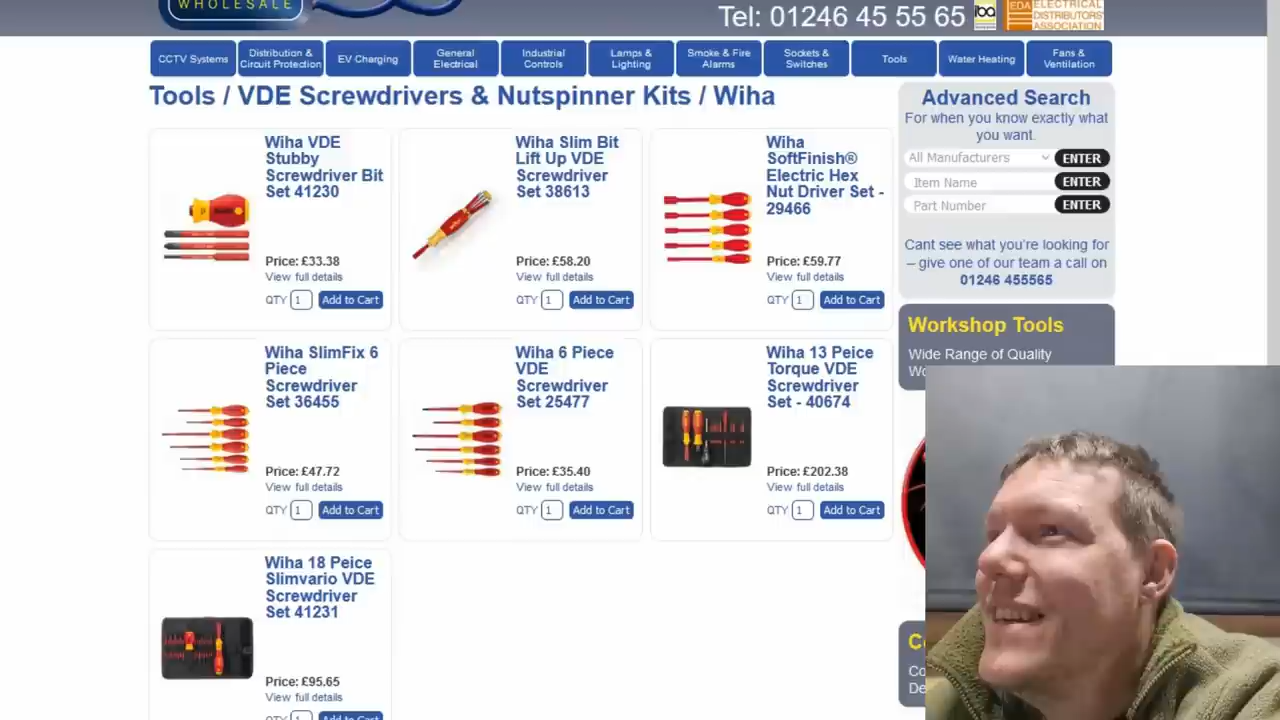 WHOLESALE
Tel: 01246 45 55 65
iba
EDA ELECTRICAL
DISTRIBUTORS
ASSOCIATION
CCTV Systems
Distribution &
Circuit Protection
EV Charging
General
Electrical
Industrial
Controls
Lamps &
Lighting
Smoke & Fire
Alarms
Sockets &
Switches
Tools
Water Heating
Fans &
Ventilation
Tools / VDE Screwdrivers & Nutspinner Kits / Wiha
Wiha VDE
Stubby
Screwdriver Bit
Set 41230
Price: £33.38
View full details
QTY 1 Add to Cart
Wiha Slim Bit
Lift Up VDE
Screwdriver
Set 38613
Price: £58.20
View full details
QTY 1 Add to Cart
Wiha
SoftFinish®
Electric Hex
Nut Driver Set -
29466
Price: £59.77
View full details
QTY 1 Add to Cart
Wiha SlimFix 6
Piece
Screwdriver
Set 36455
Price: £47.72
View full details
QTY 1 Add to Cart
Wiha 6 Piece
VDE
Screwdriver
Set 25477
Price: £35.40
View full details
QTY 1 Add to Cart
Wiha 13 Peice
Torque VDE
Screwdriver
Set - 40674
Price: £202.38
View full details
QTY 1 Add to Cart
Wiha 18 Peice
Slimvario VDE
Screwdriver
Set 41231
Price: £95.65
View full details
QTY 1 Add to Cart
Advanced Search
For when you know exactly what
you want.
All Manufacturers ENTER
Item Name ENTER
Part Number ENTER
Cant see what you're looking for
– give one of our team a call on
01246 455565
Workshop Tools
Wide Range of Quality